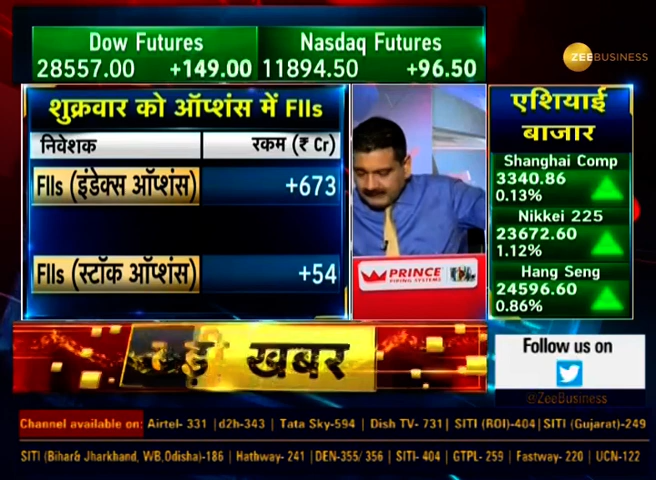 Dow Futures
28557.00 +149.00
Nasdaq Futures
11894.50 +96.50
ZEEBUSINESS
शुक्रवार को ऑप्शंस में FIIs
निवेशक रकम (₹ Cr)
FIIs (इंडेक्स ऑप्शंस) +673
FIIs (स्टॉक ऑप्शंस) +54
PRINCE
PIPING SYSTEMS
एशियाई
बाजार
Shanghai Comp
3340.86
0.13%
Nikkei 225
23672.60
1.12%
Hang Seng
24596.60
0.86%
खबर
Follow us on
@ZeeBusiness
Channel available on: Airtel- 331 | d2h-343 | Tata Sky-594 | Dish TV- 731 | SITI (ROI)-404 | SITI (Gujarat)-249
SITI (Bihar& Jharkhand, WB,Odisha)-186 | Hathway- 241 | DEN-355/ 356 | SITI- 404 | GTPL- 259 | Fastway- 220 | UCN-122